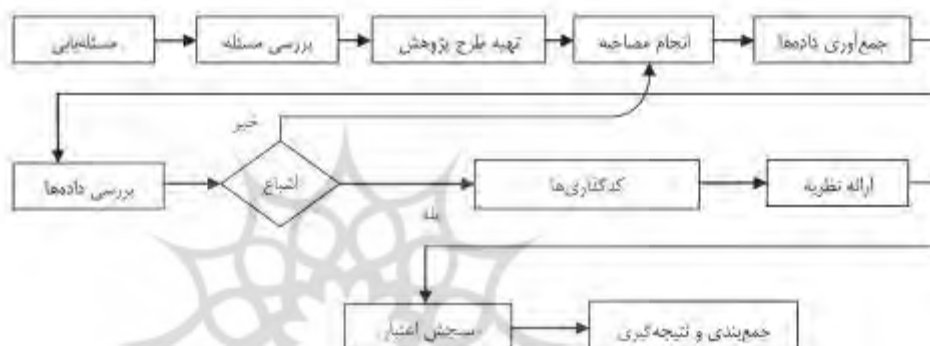 مسئله‌یابی
بررسی مسئله
تهیه طرح پژوهش
انجام مصاحبه
جمع‌آوری داده‌ها
خیر
بررسی داده‌ها
اشباع
کدگذاری‌ها
ارائه نظریه
بله
سنجش اعتبار
جمع‌بندی و نتیجه‌گیری